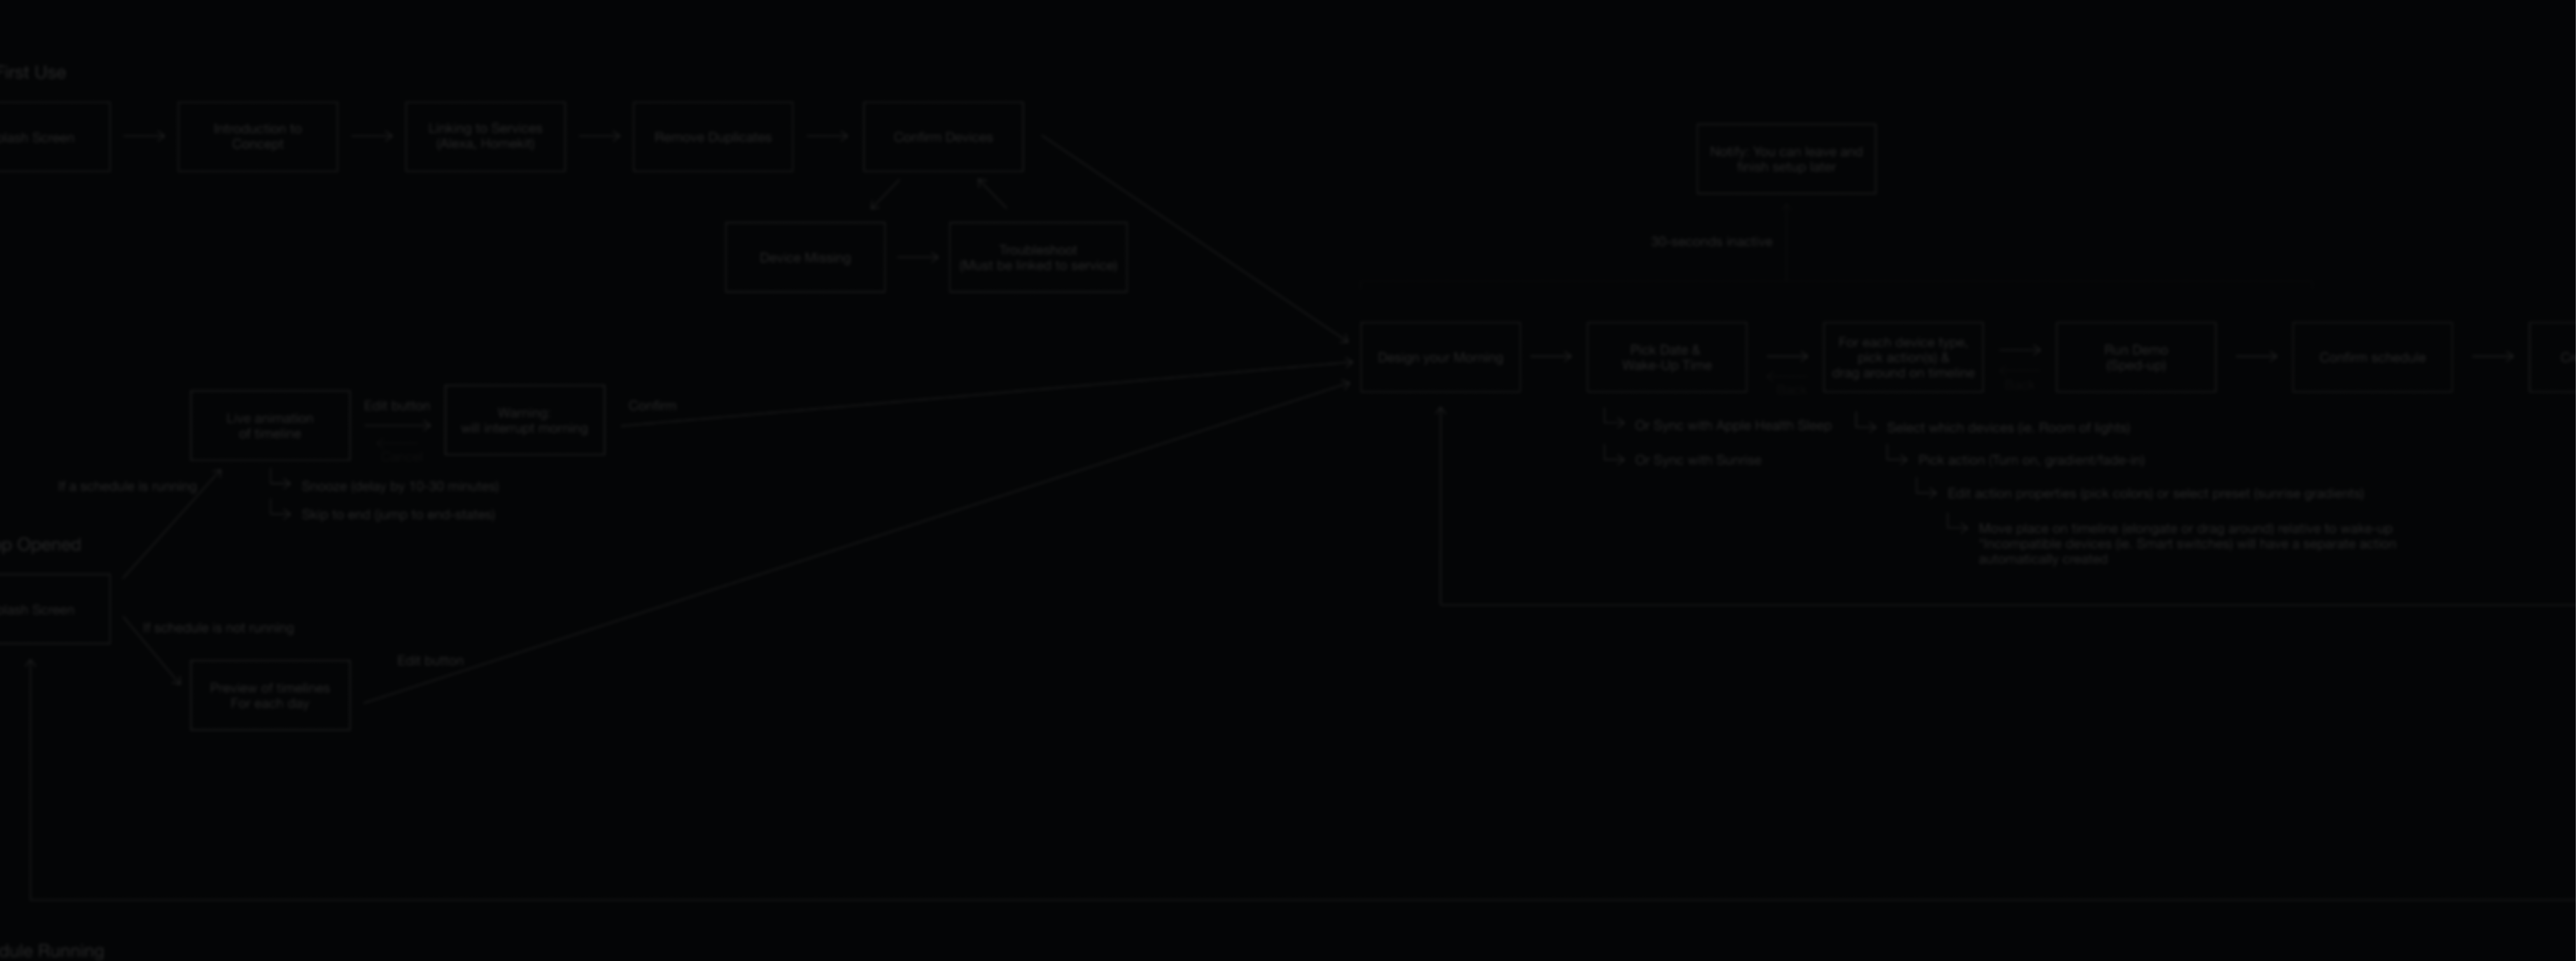 First Use
lash Screen
Introduction to
Concept
Linking to Services
(Alexa, Homekit)
Remove Duplicates
Confirm Devices
Device Missing
Troubleshoot
(Must be linked to service)
Notify: You can leave and
finish setup later
30-seconds inactive
Design your Morning
Pick Date &
Wake-Up Time
For each device type,
pick action(s) &
drag around on timeline
Run Demo
(Sped-up)
Confirm schedule
Back
Back
Or Sync with Apple Health Sleep
Or Sync with Sunrise
Select which devices (ie. Room of lights)
Pick action (Turn on, gradient/fade-in)
Edit action properties (pick colors) or select preset (sunrise gradients)
Move place on timeline (elongate or drag around) relative to wake-up
*Incompatible devices (ie. Smart switches) will have a separate action
automatically created
Live animation
of timeline
Edit button
Warning:
will interrupt morning
Confirm
If a schedule is running
Snooze (delay by 10-30 minutes)
Skip to end (jump to end-states)
pp Opened
lash Screen
If schedule is not running
Edit button
Preview of timelines
For each day
dule Running